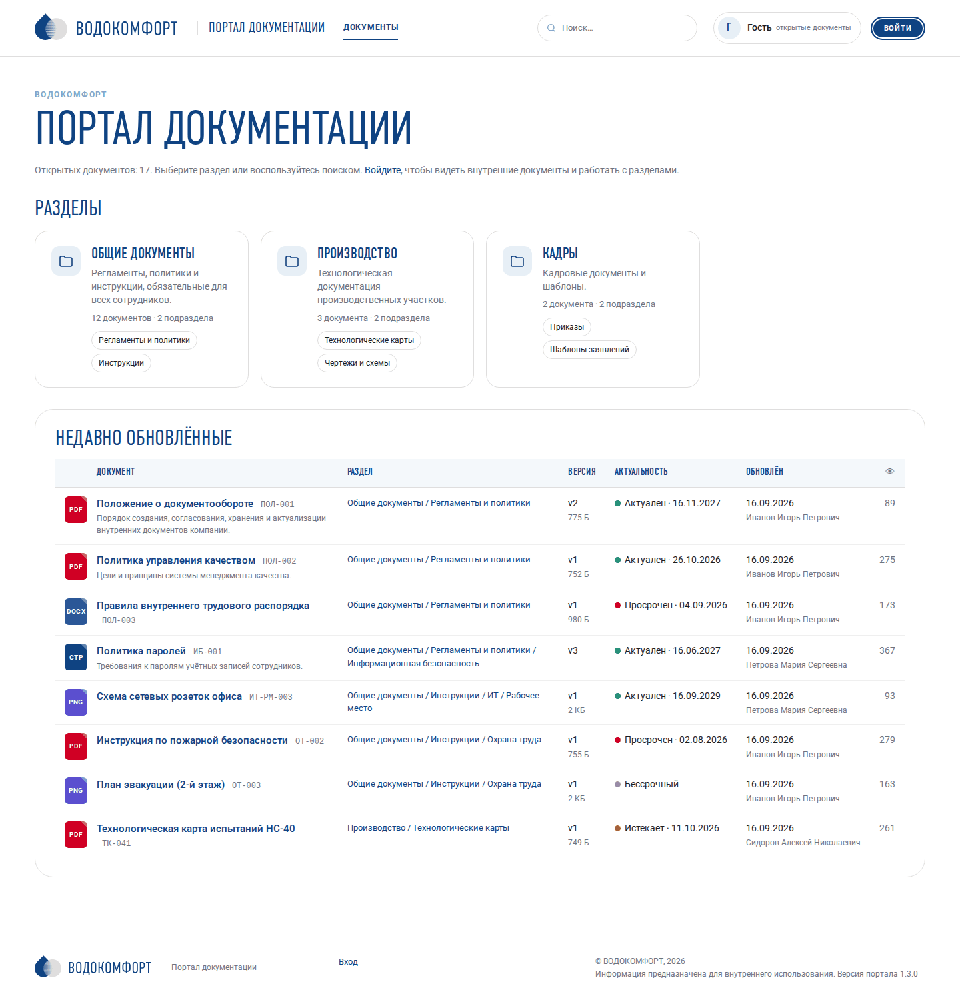 ВОДОКОМФОРТ ПОРТАЛ ДОКУМЕНТАЦИИ ДОКУМЕНТЫ Поиск... Г Гость открытые документы ВОЙТИ
ВОДОКОМФОРТ
ПОРТАЛ ДОКУМЕНТАЦИИ
Открытых документов: 17. Выберите раздел или воспользуйтесь поиском. Войдите, чтобы видеть внутренние документы и работать с разделами.
РАЗДЕЛЫ
ОБЩИЕ ДОКУМЕНТЫ
Регламенты, политики и
инструкции, обязательные для
всех сотрудников.
12 документов · 2 подраздела
Регламенты и политики
Инструкции
ПРОИЗВОДСТВО
Технологическая
документация
производственных участков.
3 документа · 2 подраздела
Технологические карты
Чертежи и схемы
КАДРЫ
Кадровые документы и
шаблоны.
2 документа · 2 подраздела
Приказы
Шаблоны заявлений
НЕДАВНО ОБНОВЛЁННЫЕ
ДОКУМЕНТ РАЗДЕЛ ВЕРСИЯ АКТУАЛЬНОСТЬ ОБНОВЛЁН
PDF Положение о документообороте ПОЛ-001 Общие документы / Регламенты и политики v2 Актуален · 16.11.2027 16.09.2026 89
Порядок создания, согласования, хранения и актуализации 775 Б Иванов Игорь Петрович
внутренних документов компании.
PDF Политика управления качеством ПОЛ-002 Общие документы / Регламенты и политики v1 Актуален · 26.10.2026 16.09.2026 275
Цели и принципы системы менеджмента качества. 752 Б Иванов Игорь Петрович
DOCX Правила внутреннего трудового распорядка Общие документы / Регламенты и политики v1 Просрочен · 04.09.2026 16.09.2026 173
ПОЛ-003 980 Б Иванов Игорь Петрович
СТР Политика паролей ИБ-001 Общие документы / Регламенты и политики / v3 Актуален · 16.06.2027 16.09.2026 367
Требования к паролям учётных записей сотрудников. Информационная безопасность Петрова Мария Сергеевна
PNG Схема сетевых розеток офиса ИТ-РМ-003 Общие документы / Инструкции / ИТ / Рабочее v1 Актуален · 16.09.2029 16.09.2026 93
место 2 КБ Петрова Мария Сергеевна
PDF Инструкция по пожарной безопасности ОТ-002 Общие документы / Инструкции / Охрана труда v1 Просрочен · 02.08.2026 16.09.2026 279
755 Б Иванов Игорь Петрович
PNG План эвакуации (2-й этаж) ОТ-003 Общие документы / Инструкции / Охрана труда v1 Бессрочный 16.09.2026 163
2 КБ Иванов Игорь Петрович
PDF Технологическая карта испытаний НС-40 Производство / Технологические карты v1 Истекает · 11.10.2026 16.09.2026 261
ТК-041 749 Б Сидоров Алексей Николаевич
ВОДОКОМФОРТ Портал документации Вход © ВОДОКОМФОРТ, 2026
Информация предназначена для внутреннего использования. Версия портала 1.3.0